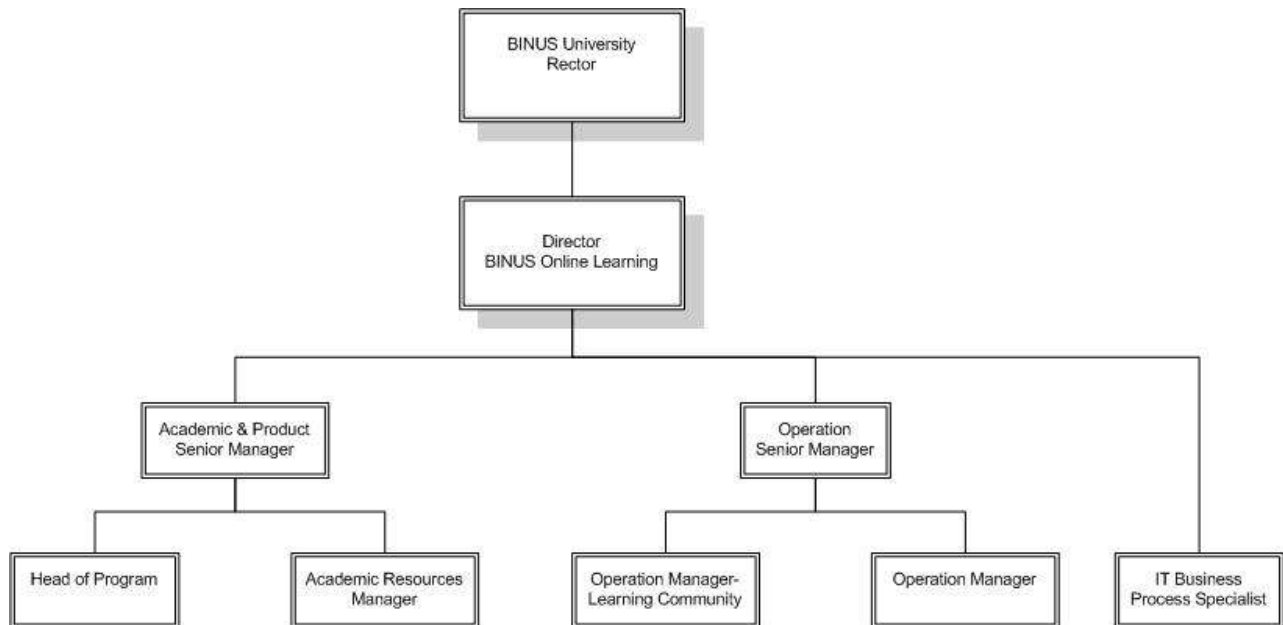 BINUS University
Rector
Director
BINUS Online Learning
Academic & Product
Senior Manager
Operation
Senior Manager
Head of Program
Academic Resources
Manager
Operation Manager-
Learning Community
Operation Manager
IT Business
Process Specialist